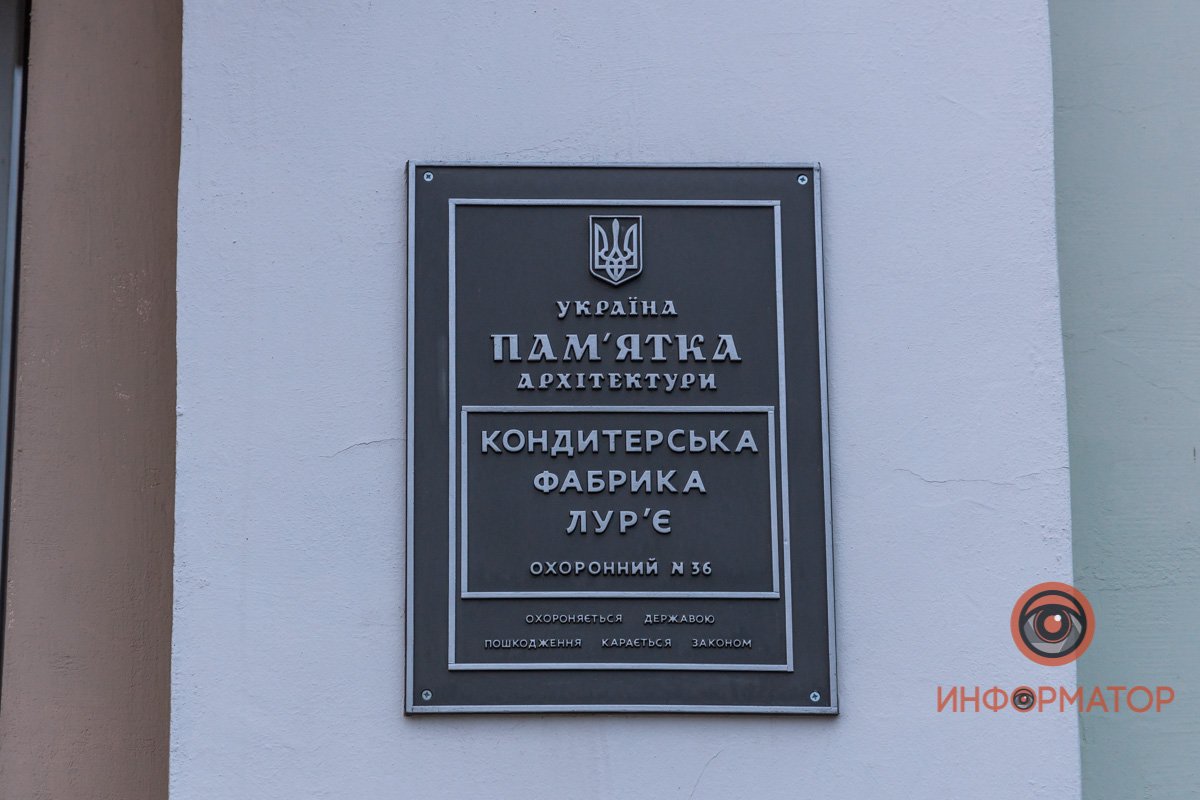 УКРАЇНА
ПАМ'ЯТКА
АРХІТЕКТУРИ
КОНДИТЕРСЬКА
ФАБРИКА
ЛУР'Є
ОХОРОННИЙ N 36
ОХОРОНЯЄТЬСЯ ДЕРЖАВОЮ
ПОШКОДЖЕННЯ КАРАЄТЬСЯ ЗАКОНОМ
ИНФОРМАТОР